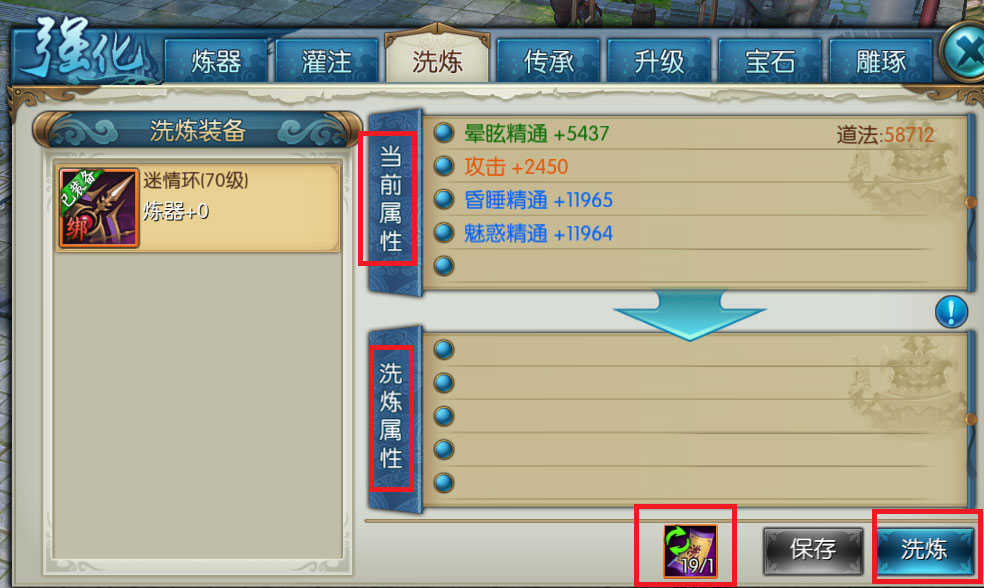 强化
炼器 灌注 洗炼 传承 升级 宝石 雕琢
洗炼装备
已装备
绑
迷情环(70级)
炼器+0
当前属性
晕眩精通 +5437
道法:58712
攻击 +2450
昏睡精通 +11965
魅惑精通 +11964
洗炼属性
19/1
保存
洗炼